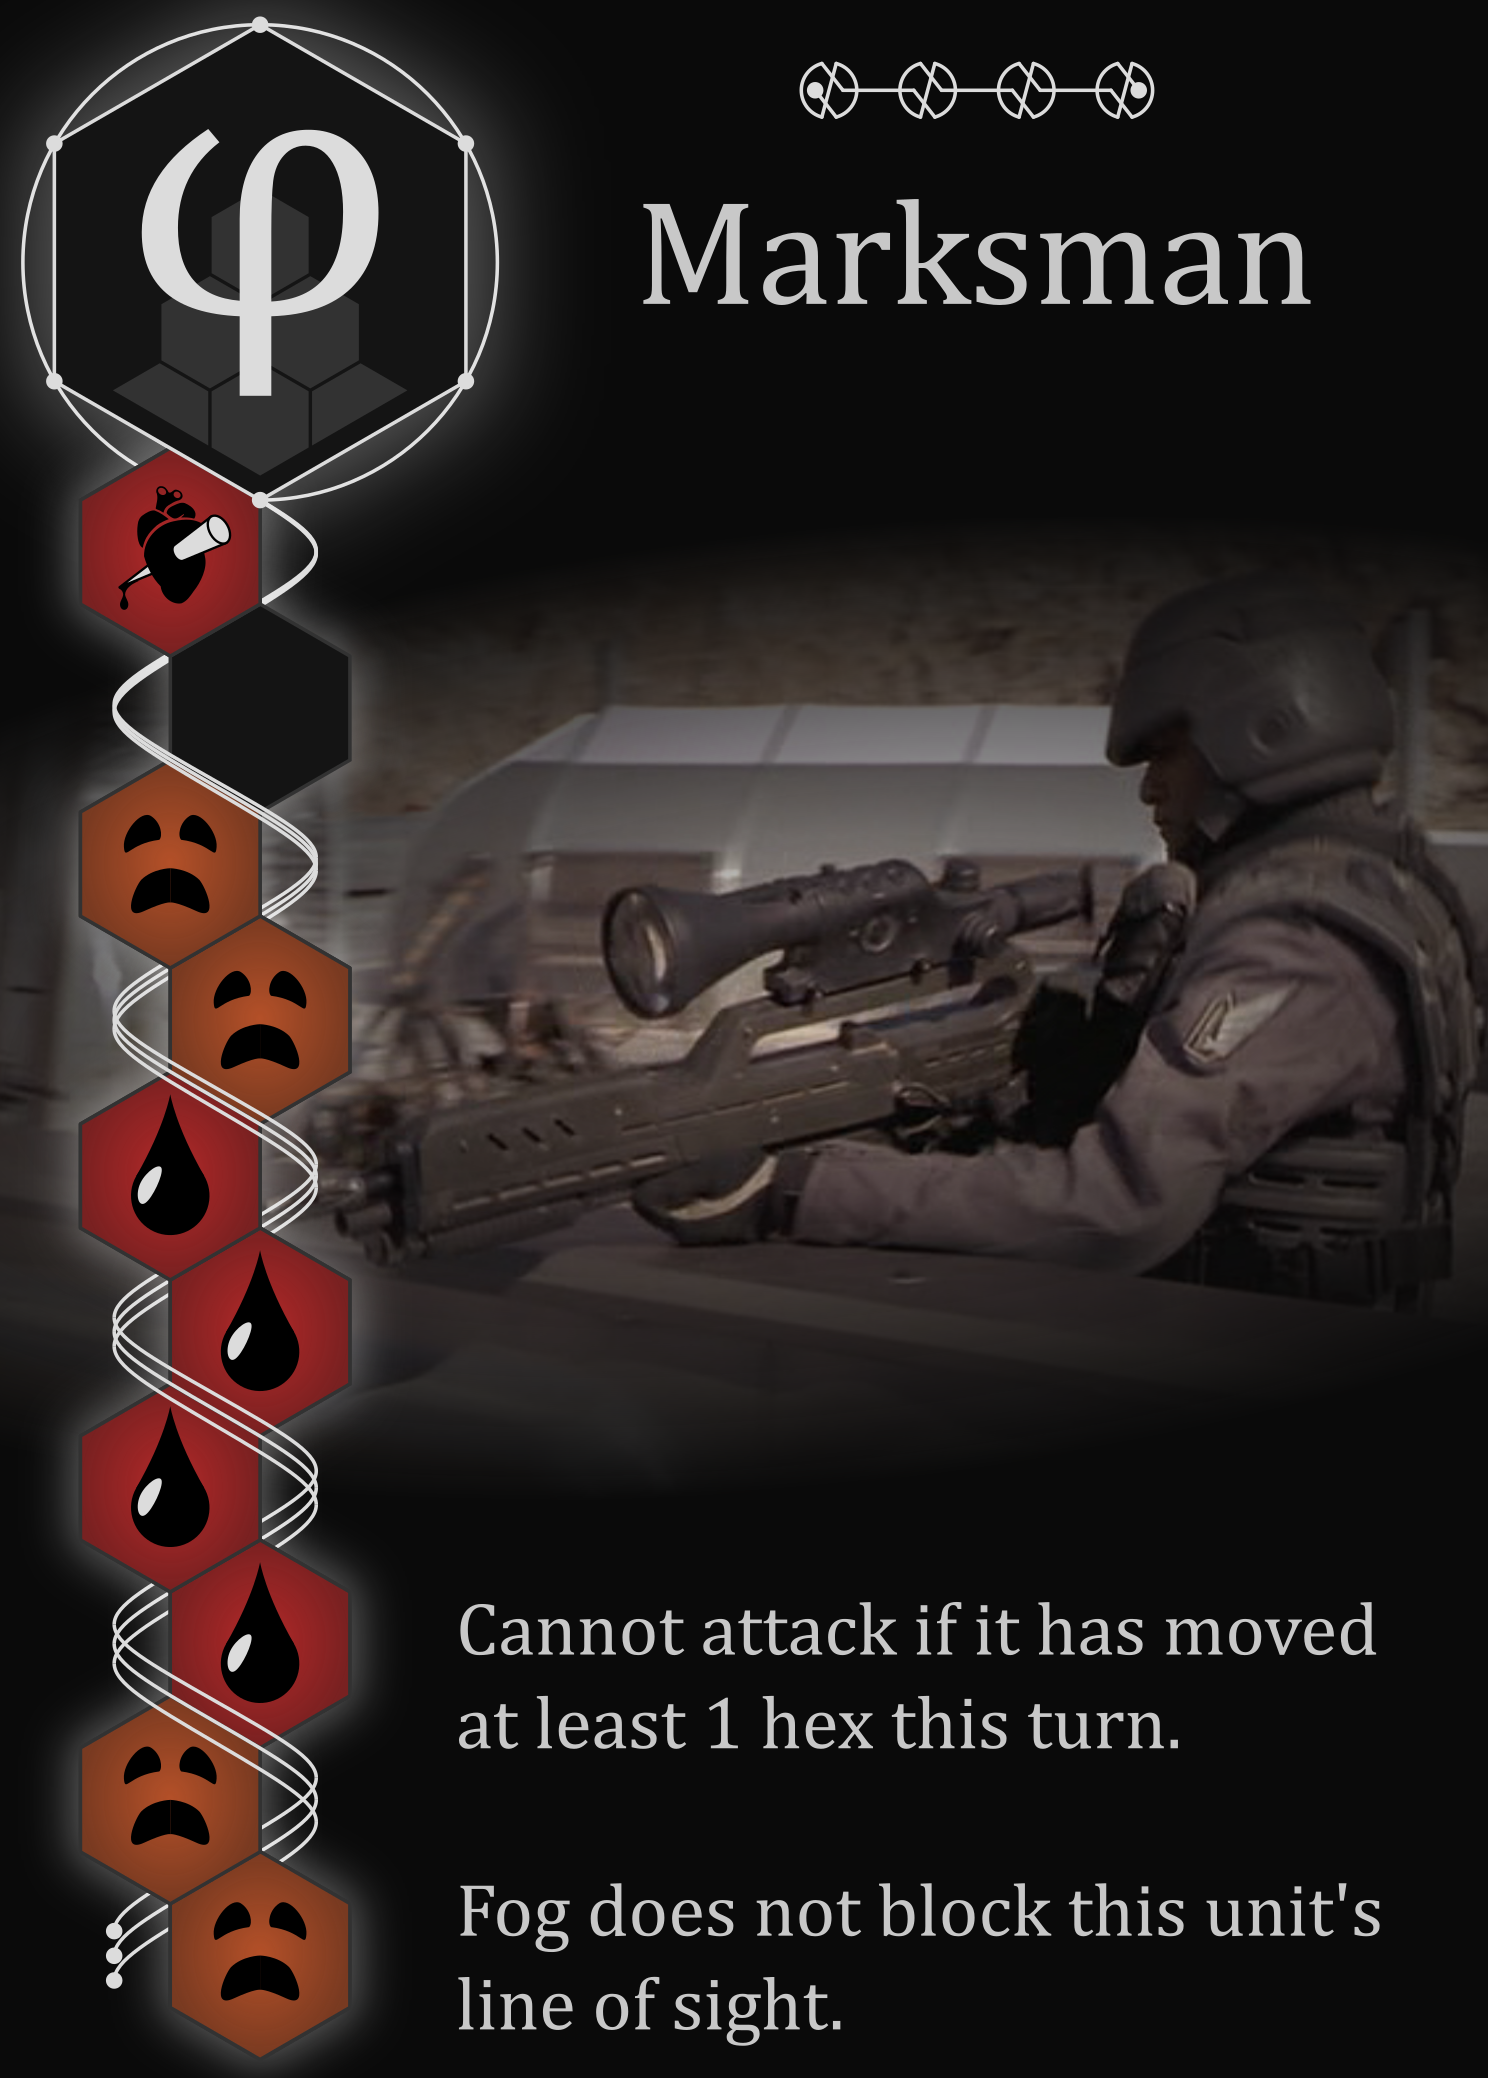 φ
Marksman
Cannot attack if it has moved
at least 1 hex this turn.
Fog does not block this unit's
line of sight.